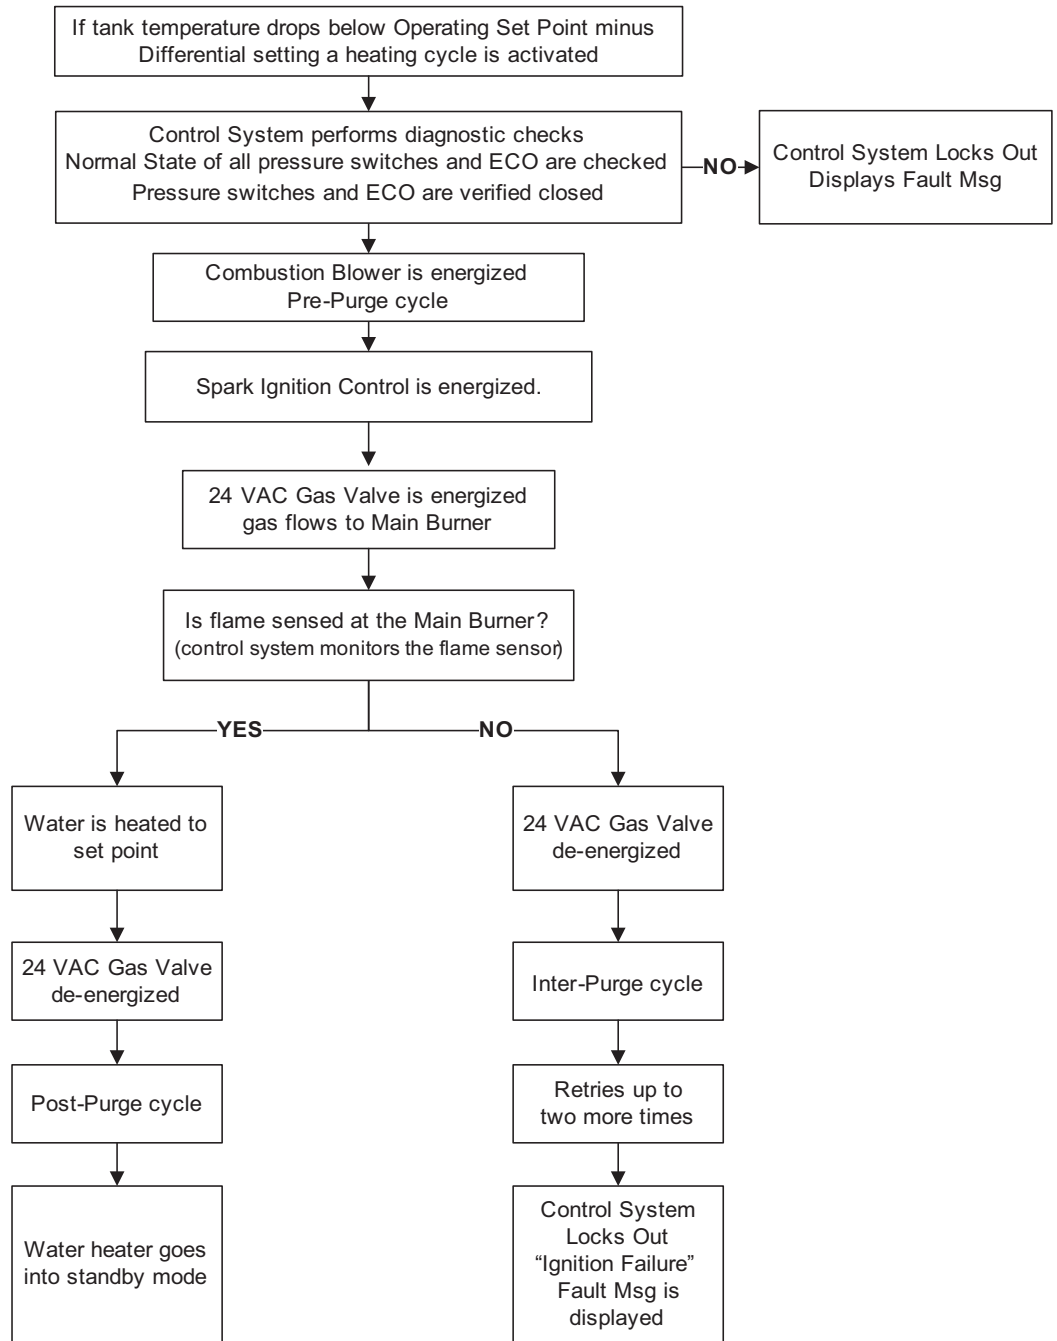 If tank temperature drops below Operating Set Point minus
Differential setting a heating cycle is activated
Control System performs diagnostic checks
Normal State of all pressure switches and ECO are checked
Pressure switches and ECO are verified closed
NO
Control System Locks Out
Displays Fault Msg
Combustion Blower is energized
Pre-Purge cycle
Spark Ignition Control is energized.
24 VAC Gas Valve is energized
gas flows to Main Burner
Is flame sensed at the Main Burner?
(control system monitors the flame sensor)
YES
NO
Water is heated to
set point
24 VAC Gas Valve
de-energized
Post-Purge cycle
Water heater goes
into standby mode
24 VAC Gas Valve
de-energized
Inter-Purge cycle
Retries up to
two more times
Control System
Locks Out
“Ignition Failure”
Fault Msg is
displayed